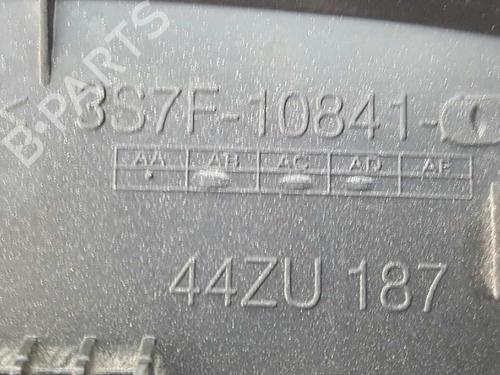 B-PARTS
3S7F-10841-
AA AB AC AD AE
44ZU 187